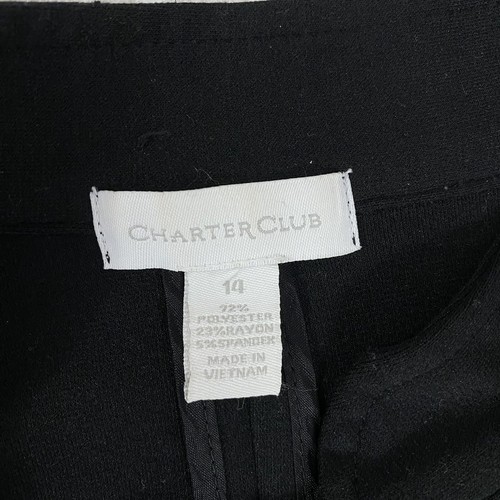 CHARTER CLUB
14
72%
POLYESTER
23%RAYON
5%SPANDEX
MADE IN
VIETNAM